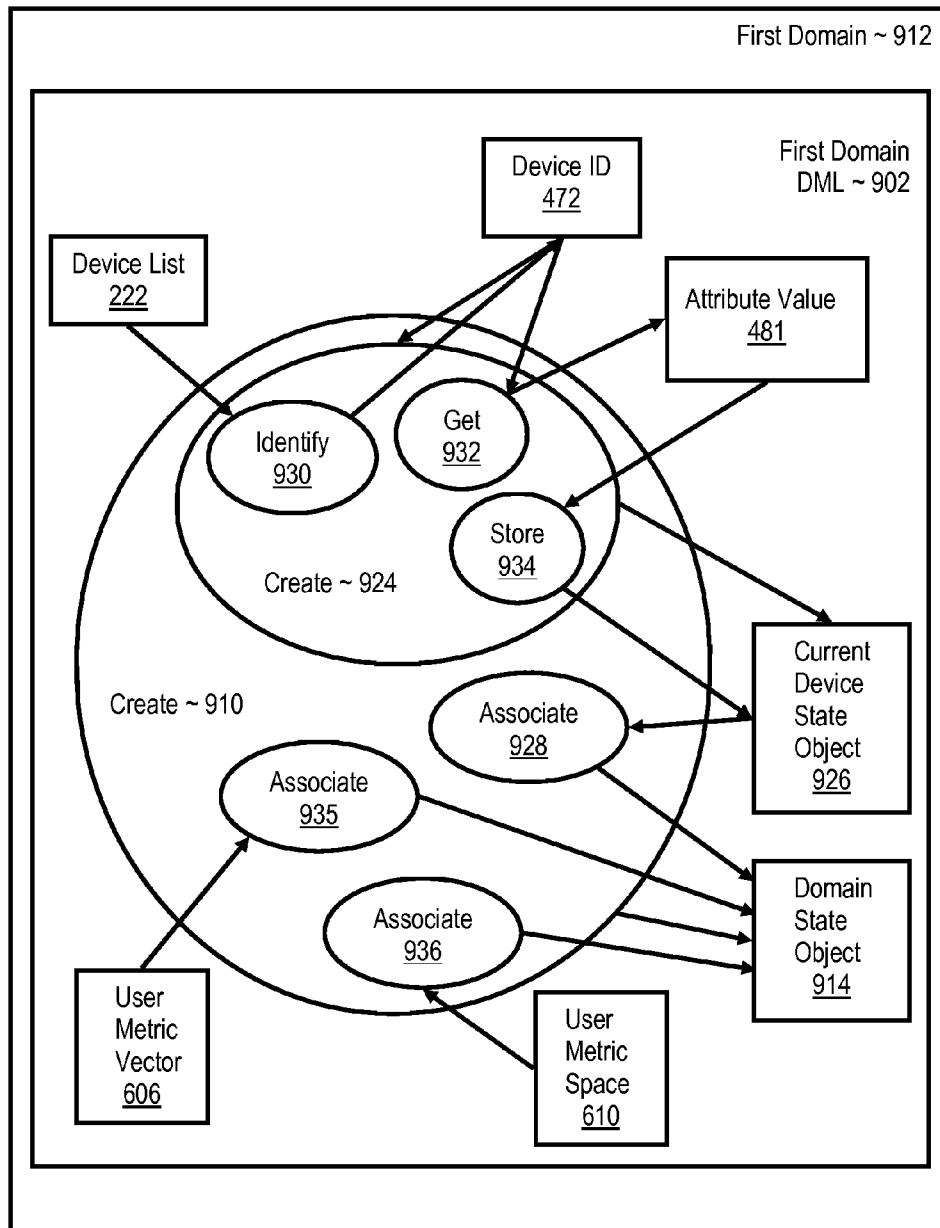 First Domain ~ 912
First Domain
DML ~ 902
Device ID
472
Device List
222
Attribute Value
481
Identify
930
Get
932
Store
934
Create ~ 924
Current
Device
State
Object
926
Create ~ 910
Associate
928
Associate
935
Domain
State
Object
914
Associate
936
User
Metric
Vector
606
User
Metric
Space
610